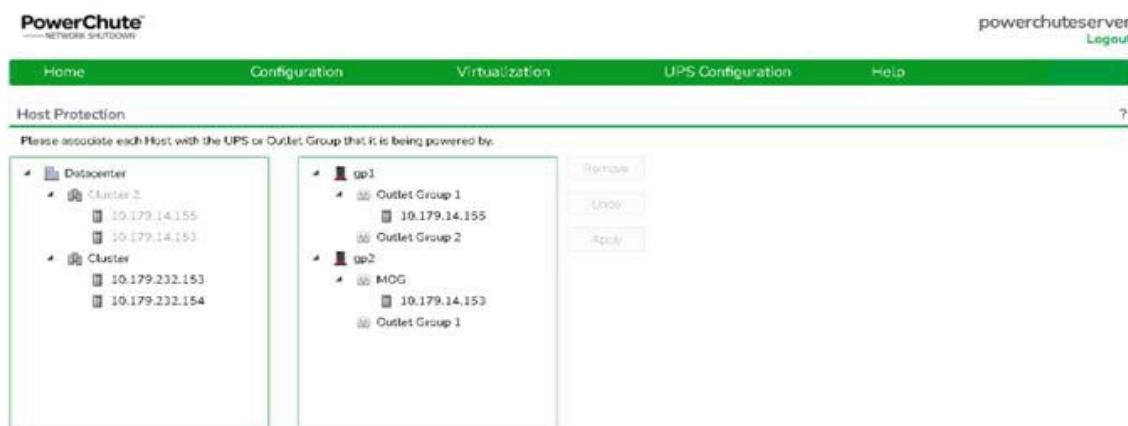 PowerChute
NETWORK SHUTDOWN
powerchuteserver
Logout
Home Configuration Virtualization UPS Configuration Help
Host Protection ?
Please associate each Host with the UPS or Outlet Group that it is being powered by.
Datacenter
Cluster 2
10.179.14.155
10.179.14.153
Cluster
10.179.232.153
10.179.232.154
gp1
Outlet Group 1
10.179.14.155
Outlet Group 2
gp2
MOG
10.179.14.153
Outlet Group 1
Remove
Undo
Apply